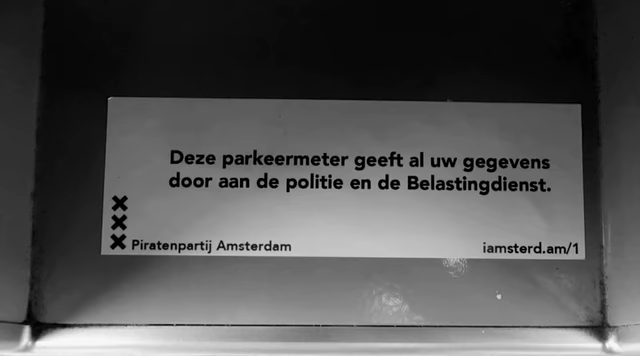 Deze parkeermeter geeft al uw gegevens
door aan de politie en de Belastingdienst.
Piratenpartij Amsterdam
iamsterd.am/1